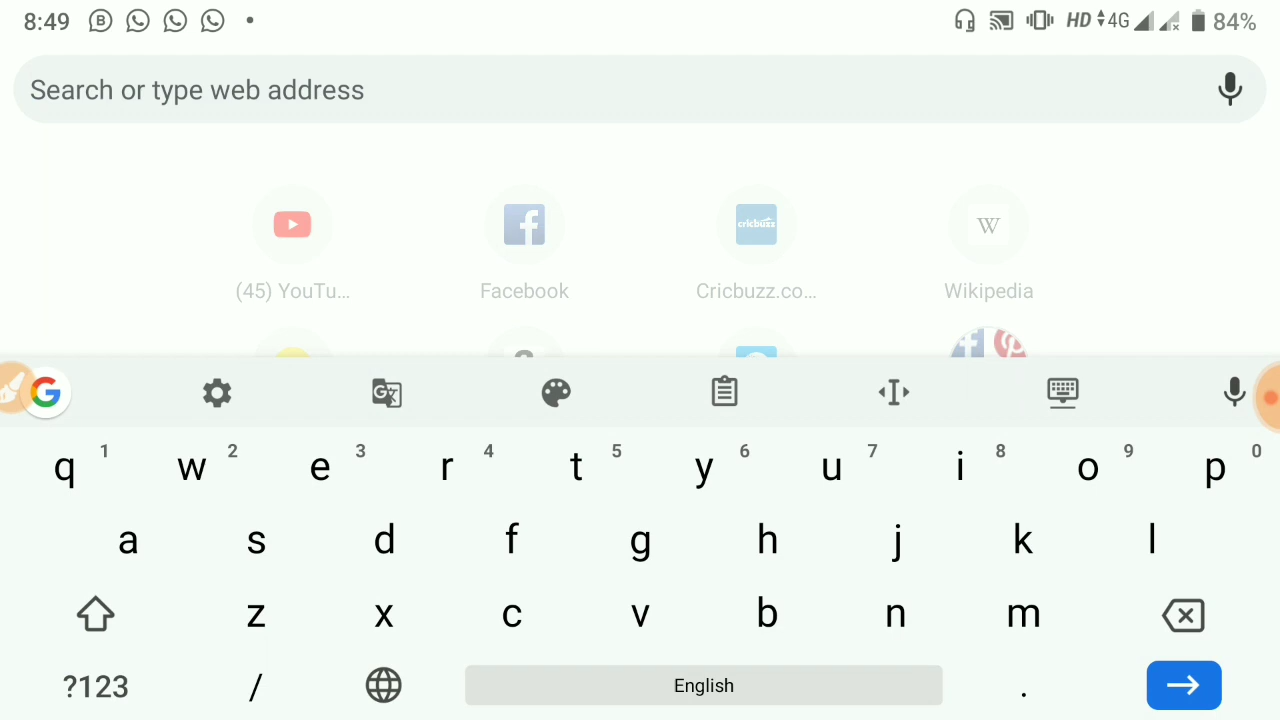 8:49 HD 4G 84%
Search or type web address
cricbuzz W
(45) YouTu... Facebook Cricbuzz.co... Wikipedia
1 2 3 4 5 6 7 8 9 0
q w e r t y u i o p
a s d f g h j k l
z x c v b n m
?123 / English .